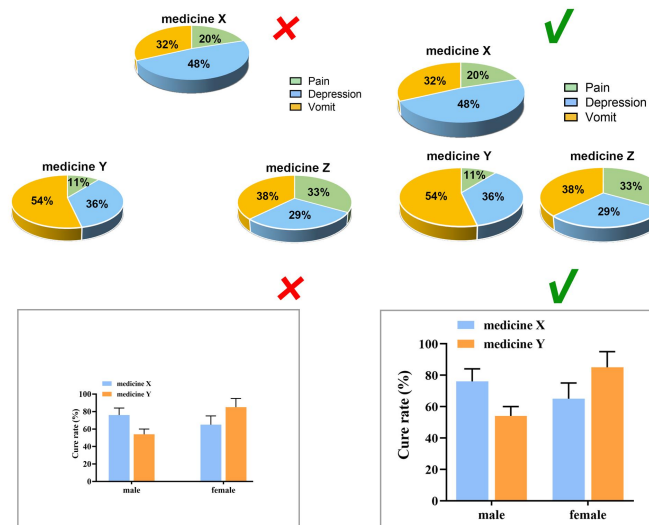 medicine X
32%
20%
48%
Pain
Depression
Vomit
medicine Y
11%
54%
36%
medicine Z
38%
33%
29%
medicine X
32%
20%
48%
Pain
Depression
Vomit
medicine Y
11%
54%
36%
medicine Z
38%
33%
29%
medicine X
medicine Y
Cure rate (%)
100
80
60
40
20
0
male
female
medicine X
medicine Y
Cure rate (%)
100
80
60
40
20
0
male
female